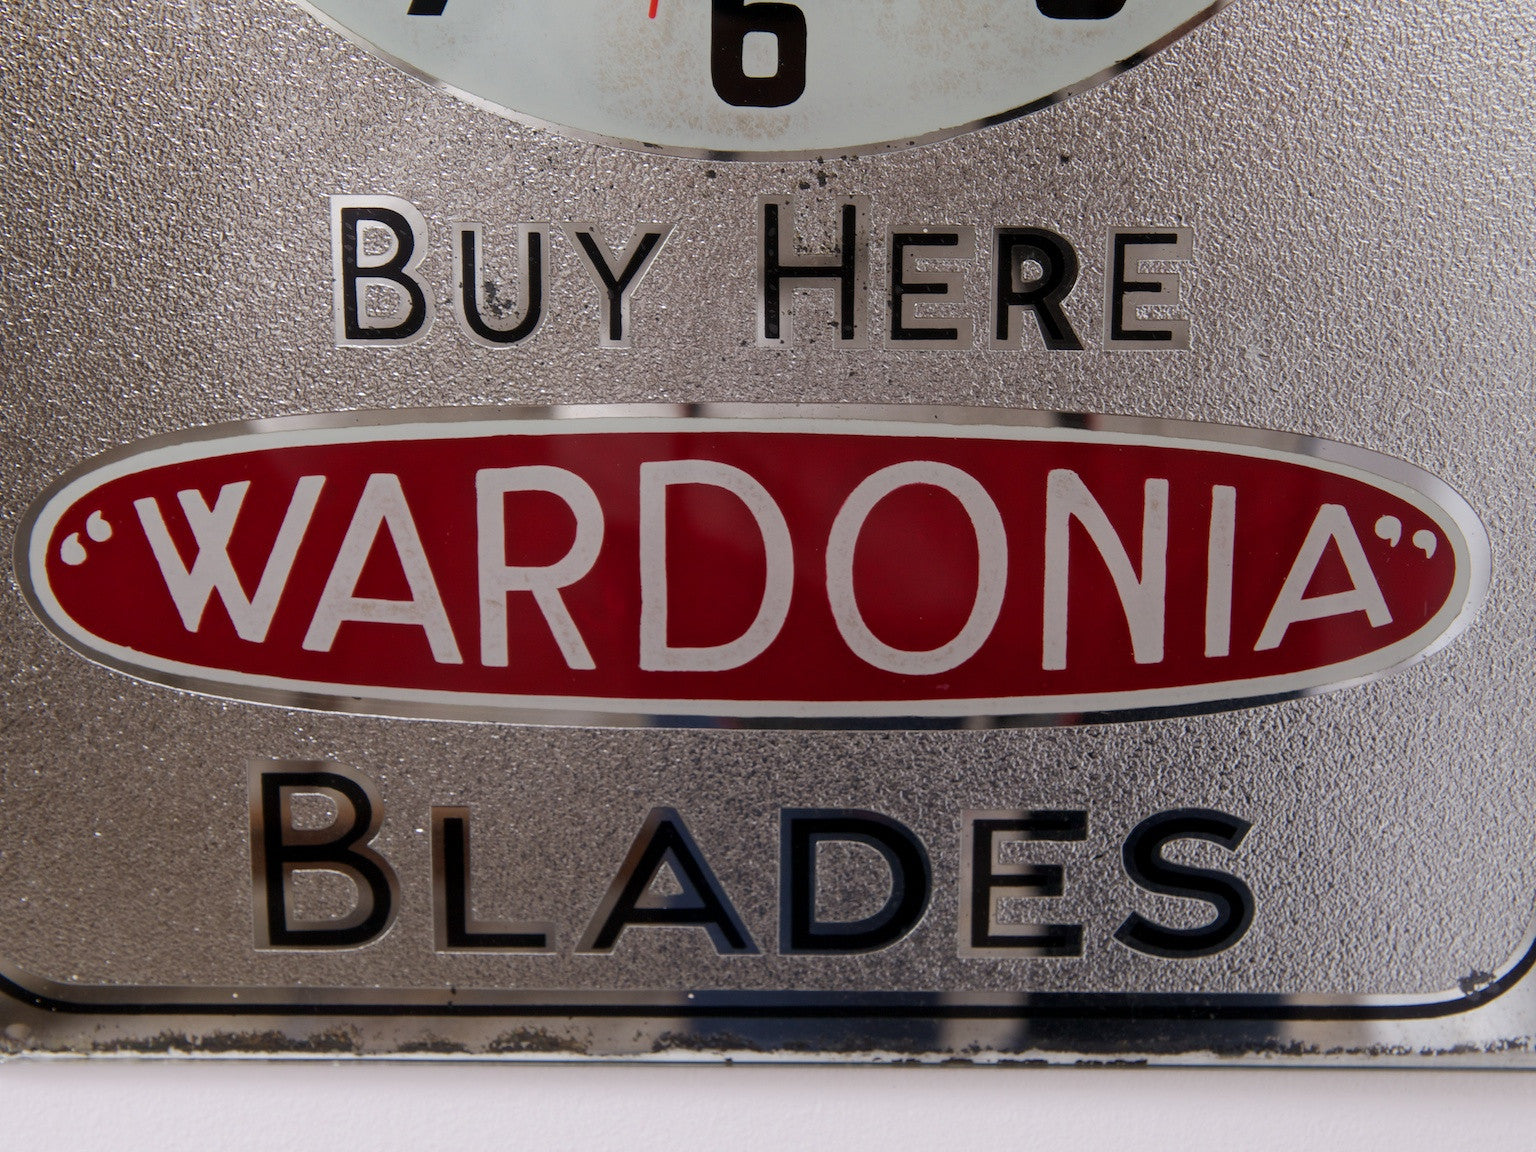 6
BUY HERE
“WARDONIA”
BLADES